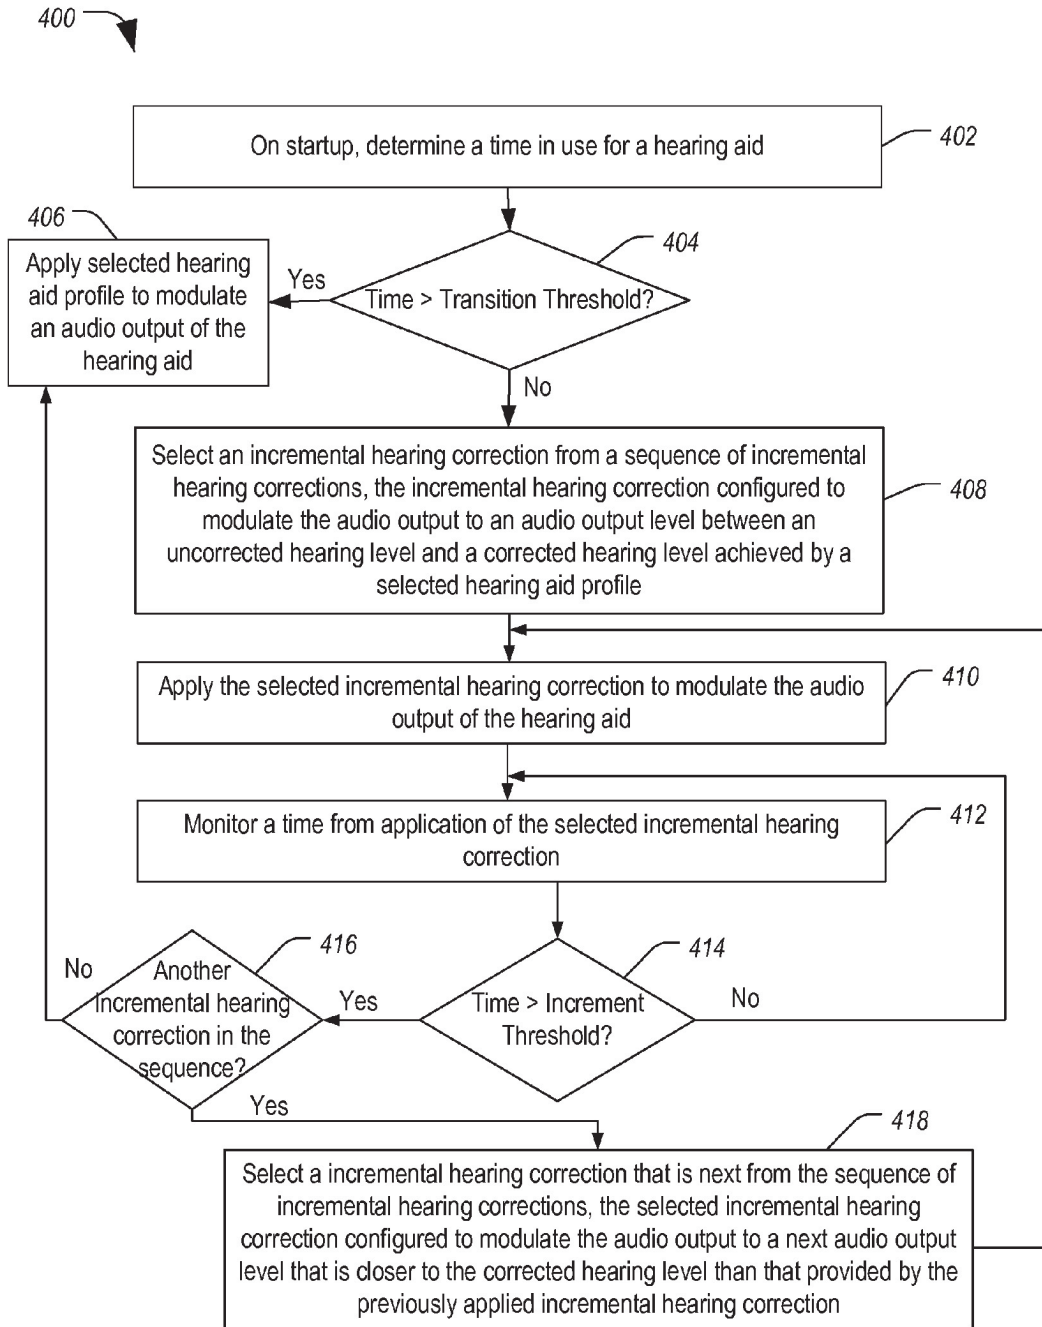 400
On startup, determine a time in use for a hearing aid
402
406
Apply selected hearing
aid profile to modulate
an audio output of the
hearing aid
Yes
404
Time > Transition Threshold?
No
Select an incremental hearing correction from a sequence of incremental
hearing corrections, the incremental hearing correction configured to
modulate the audio output to an audio output level between an
uncorrected hearing level and a corrected hearing level achieved by a
selected hearing aid profile
408
Apply the selected incremental hearing correction to modulate the audio
output of the hearing aid
410
Monitor a time from application of the selected incremental hearing
correction
412
416
No
Another
Incremental hearing
correction in the
sequence?
Yes
414
Time > Increment
Threshold?
No
Yes
418
Select a incremental hearing correction that is next from the sequence of
incremental hearing corrections, the selected incremental hearing
correction configured to modulate the audio output to a next audio output
level that is closer to the corrected hearing level than that provided by the
previously applied incremental hearing correction